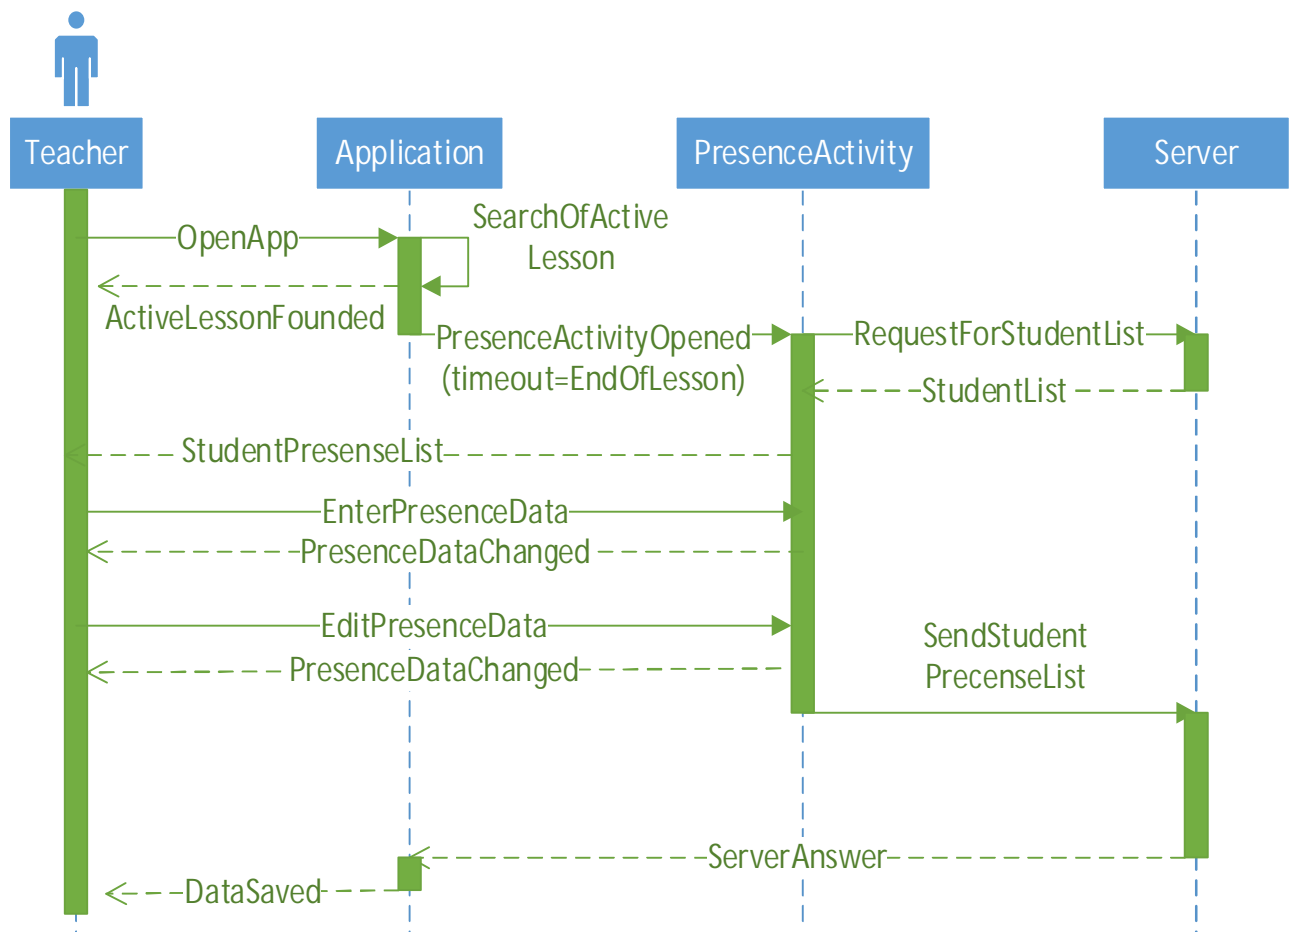 Teacher
Application
PresenceActivity
Server
SearchOfActive
Lesson
OpenApp
ActiveLessonFounded
PresenceActivityOpened
(timeout=EndOfLesson)
RequestForStudentList
StudentList
StudentPresenseList
EnterPresenceData
PresenceDataChanged
EditPresenceData
SendStudent
PrecenseList
PresenceDataChanged
ServerAnswer
DataSaved